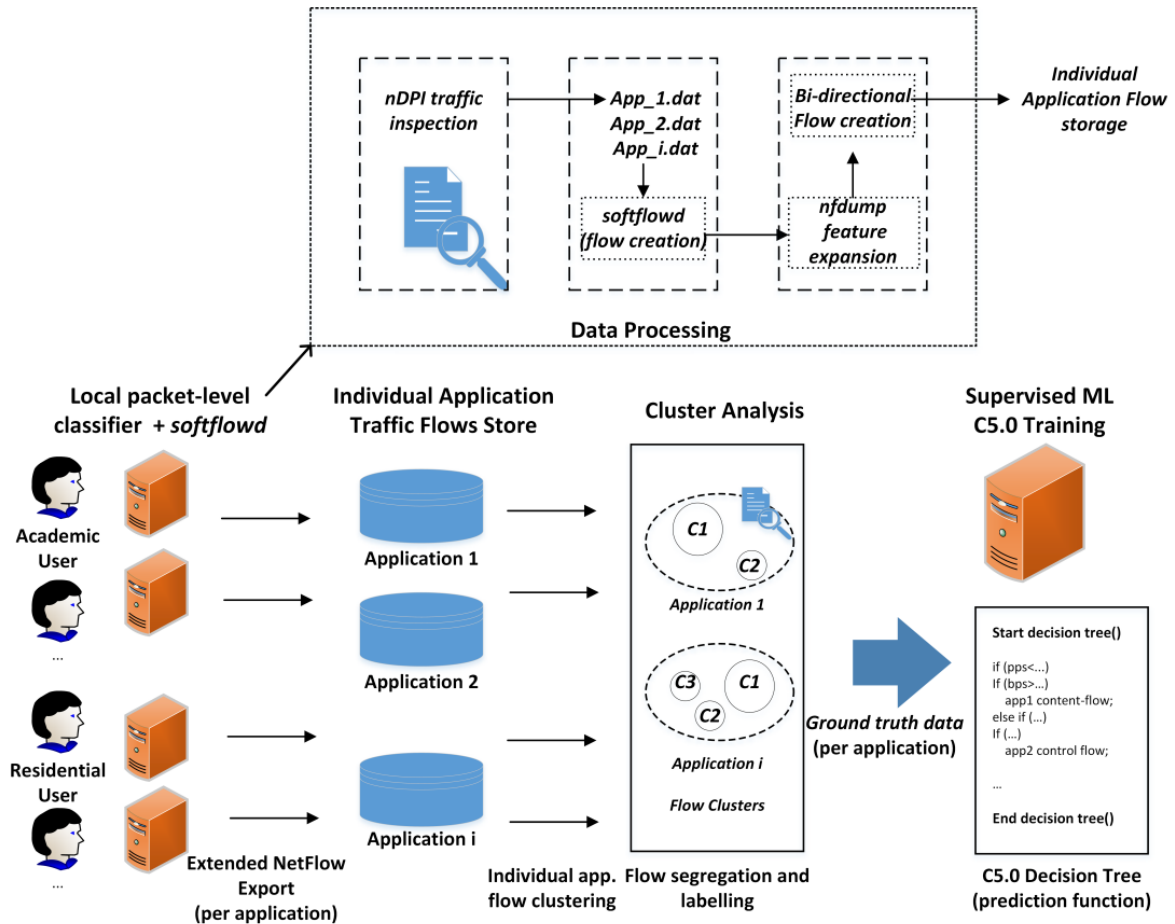 nDPI traffic
inspection
App_1.dat
App_2.dat
App_i.dat
softflowd
(flow creation)
Bi-directional
Flow creation
nfdump
feature
expansion
Individual
Application Flow
storage
Data Processing
Local packet-level
classifier + softflowd
Individual Application
Traffic Flows Store
Cluster Analysis
Supervised ML
C5.0 Training
Academic
User
...
Residential
User
...
Extended NetFlow
Export
(per application)
Application 1
Application 2
Application i
Individual app.
flow clustering
C1
C2
Application 1
C3
C1
C2
Application i
Flow Clusters
Flow segregation and
labelling
Ground truth data
(per application)
Start decision tree()
if (pps<...)
If (bps>...)
app1 content-flow;
else if (...)
If (...)
app2 control flow;
...
End decision tree()
C5.0 Decision Tree
(prediction function)